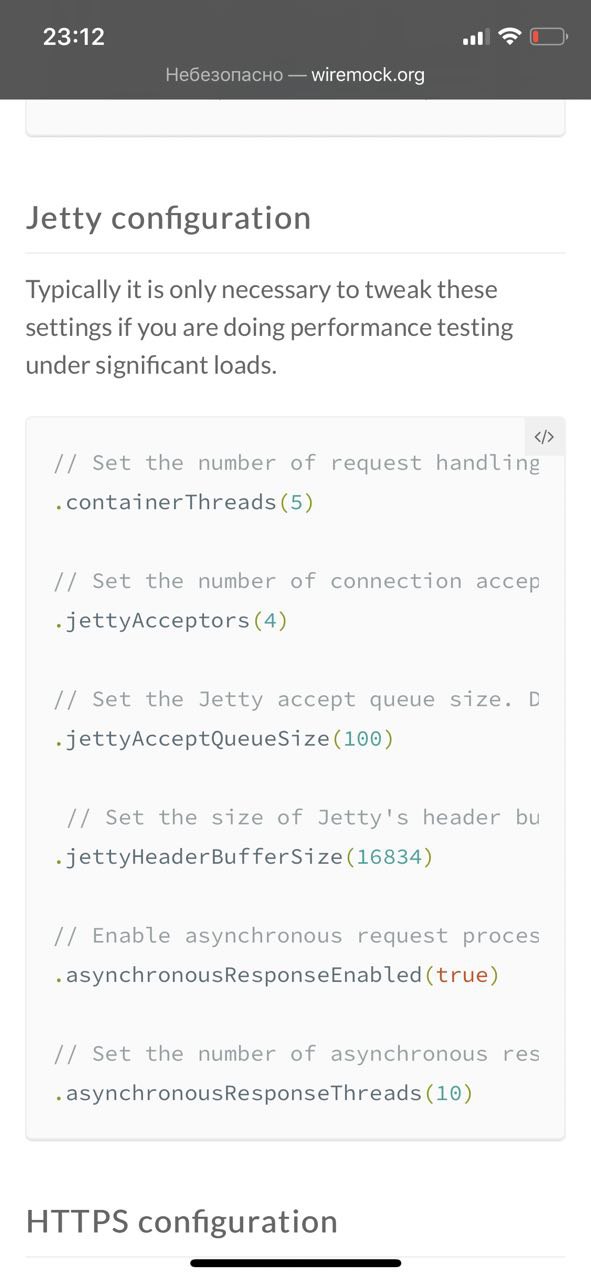 23:12
Небезопасно — wiremock.org
Jetty configuration
Typically it is only necessary to tweak these
settings if you are doing performance testing
under significant loads.
</>
// Set the number of request handling
.containerThreads(5)
// Set the number of connection accep
.jettyAcceptors(4)
// Set the Jetty accept queue size. D
.jettyAcceptQueueSize(100)
// Set the size of Jetty's header bu
.jettyHeaderBufferSize(16834)
// Enable asynchronous request proces
.asynchronousResponseEnabled(true)
// Set the number of asynchronous res
.asynchronousResponseThreads(10)
HTTPS configuration